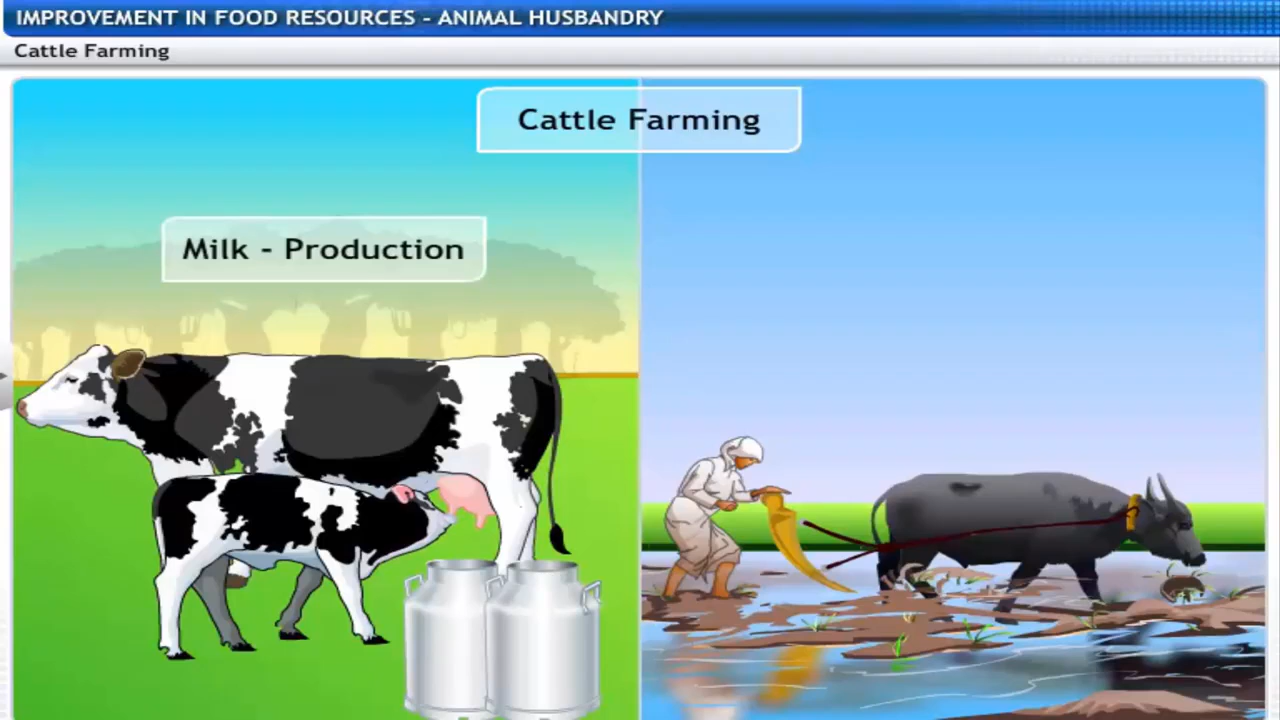 IMPROVEMENT IN FOOD RESOURCES - ANIMAL HUSBANDRY
Cattle Farming
Cattle Farming
Milk - Production